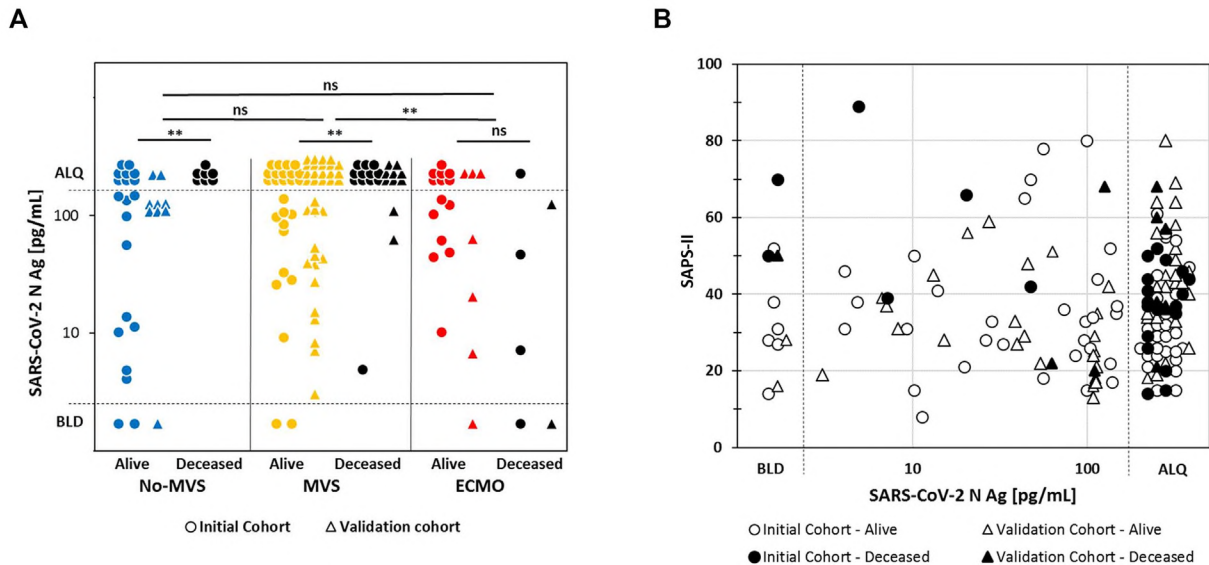 A
SARS-CoV-2 N Ag [pg/mL]
ALQ
100
10
BLD
ns
ns
**
**
**
ns
Alive Deceased Alive Deceased Alive Deceased
No-MVS MVS ECMO
Initial Cohort Validation cohort
B
SAPS-II
100
80
60
40
20
0
BLD 10 100 ALQ
SARS-CoV-2 N Ag [pg/mL]
Initial Cohort - Alive Validation Cohort - Alive
Initial Cohort - Deceased Validation Cohort - Deceased